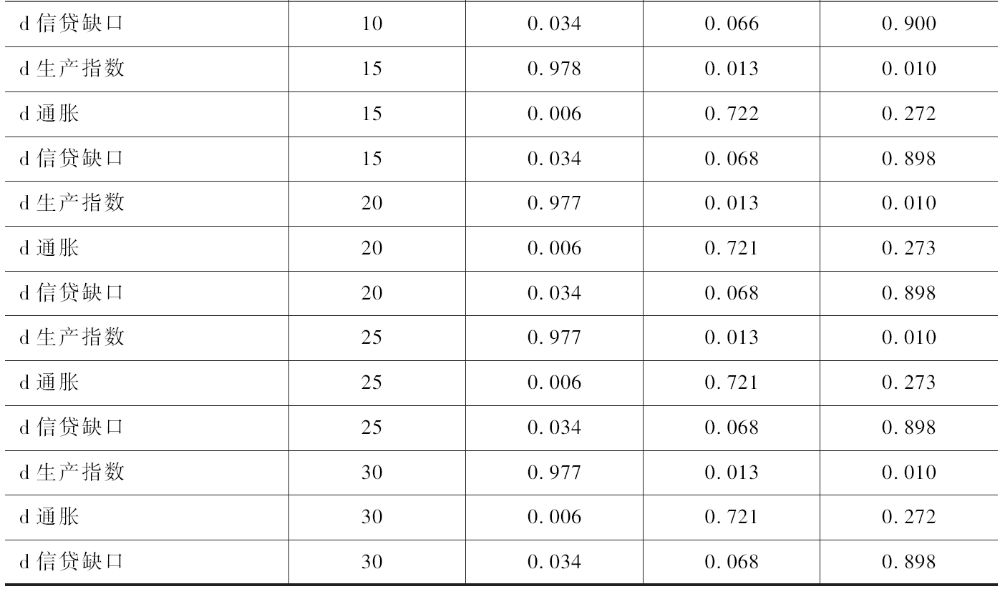 d 信贷缺口 10 0.034 0.066 0.900
d 生产指数 15 0.978 0.013 0.010
d 通胀 15 0.006 0.722 0.272
d 信贷缺口 15 0.034 0.068 0.898
d 生产指数 20 0.977 0.013 0.010
d 通胀 20 0.006 0.721 0.273
d 信贷缺口 20 0.034 0.068 0.898
d 生产指数 25 0.977 0.013 0.010
d 通胀 25 0.006 0.721 0.273
d 信贷缺口 25 0.034 0.068 0.898
d 生产指数 30 0.977 0.013 0.010
d 通胀 30 0.006 0.721 0.272
d 信贷缺口 30 0.034 0.068 0.898